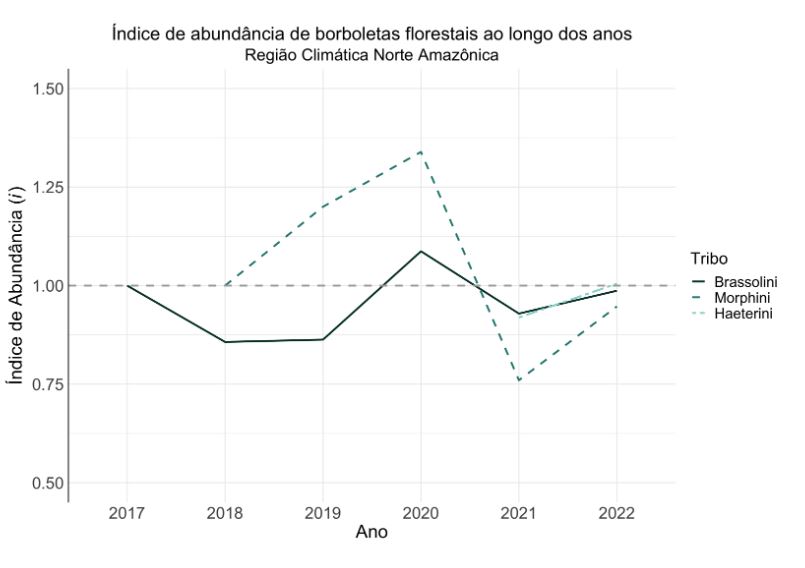 Índice de abundância de borboletas florestais ao longo dos anos
Região Climática Norte Amazônica
Índice de Abundância (i)
1.50
1.25
1.00
0.75
0.50
2017 2018 2019 2020 2021 2022
Ano
Tribo
Brassolini
Morphini
Haeterini